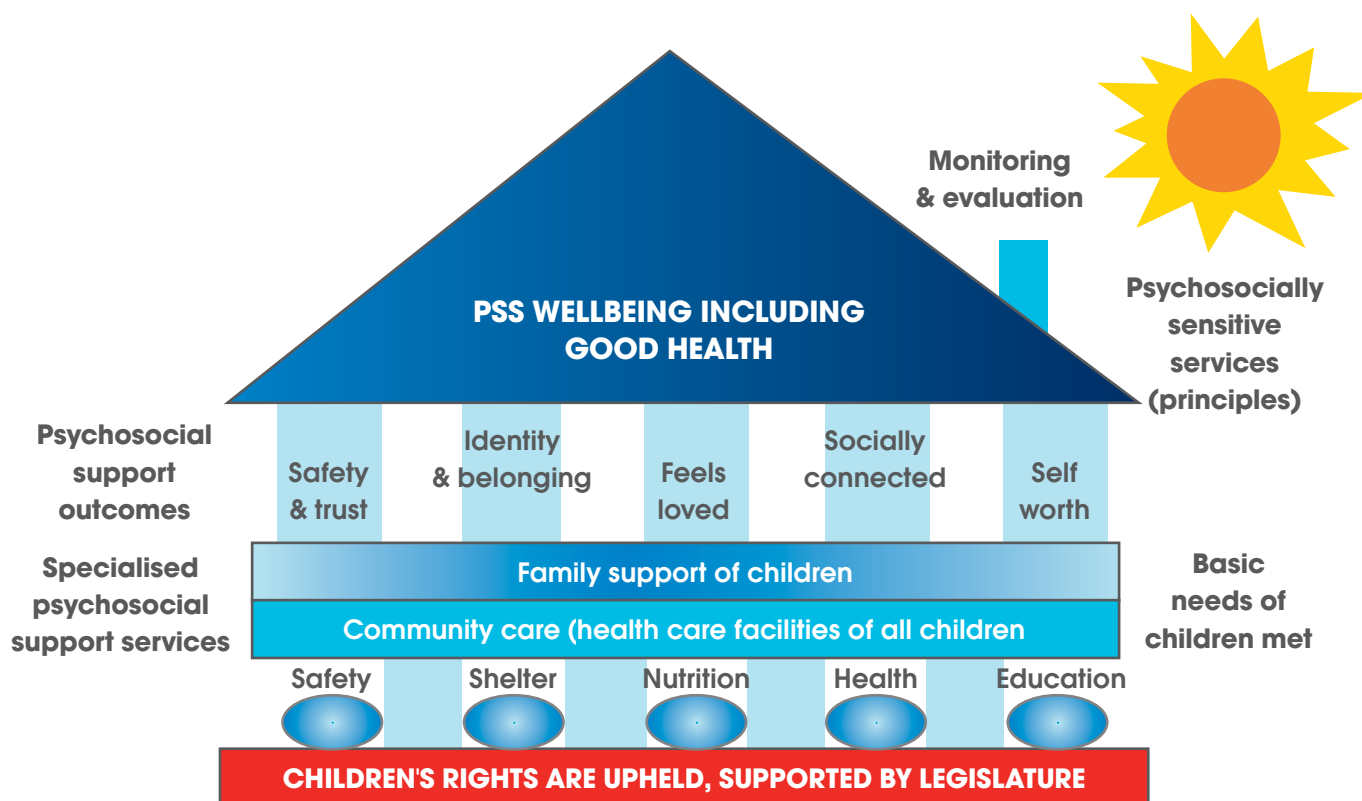 Monitoring
& evaluation
PSS WELLBEING INCLUDING
GOOD HEALTH
Psychosocially
sensitive
services
(principles)
Psychosocial
support
outcomes
Safety
& trust
Identity
& belonging
Feels
loved
Socially
connected
Self
worth
Specialised
psychosocial
support services
Family support of children
Community care (health care facilities of all children
Basic
needs of
children met
Safety
Shelter
Nutrition
Health
Education
CHILDREN'S RIGHTS ARE UPHELD, SUPPORTED BY LEGISLATURE